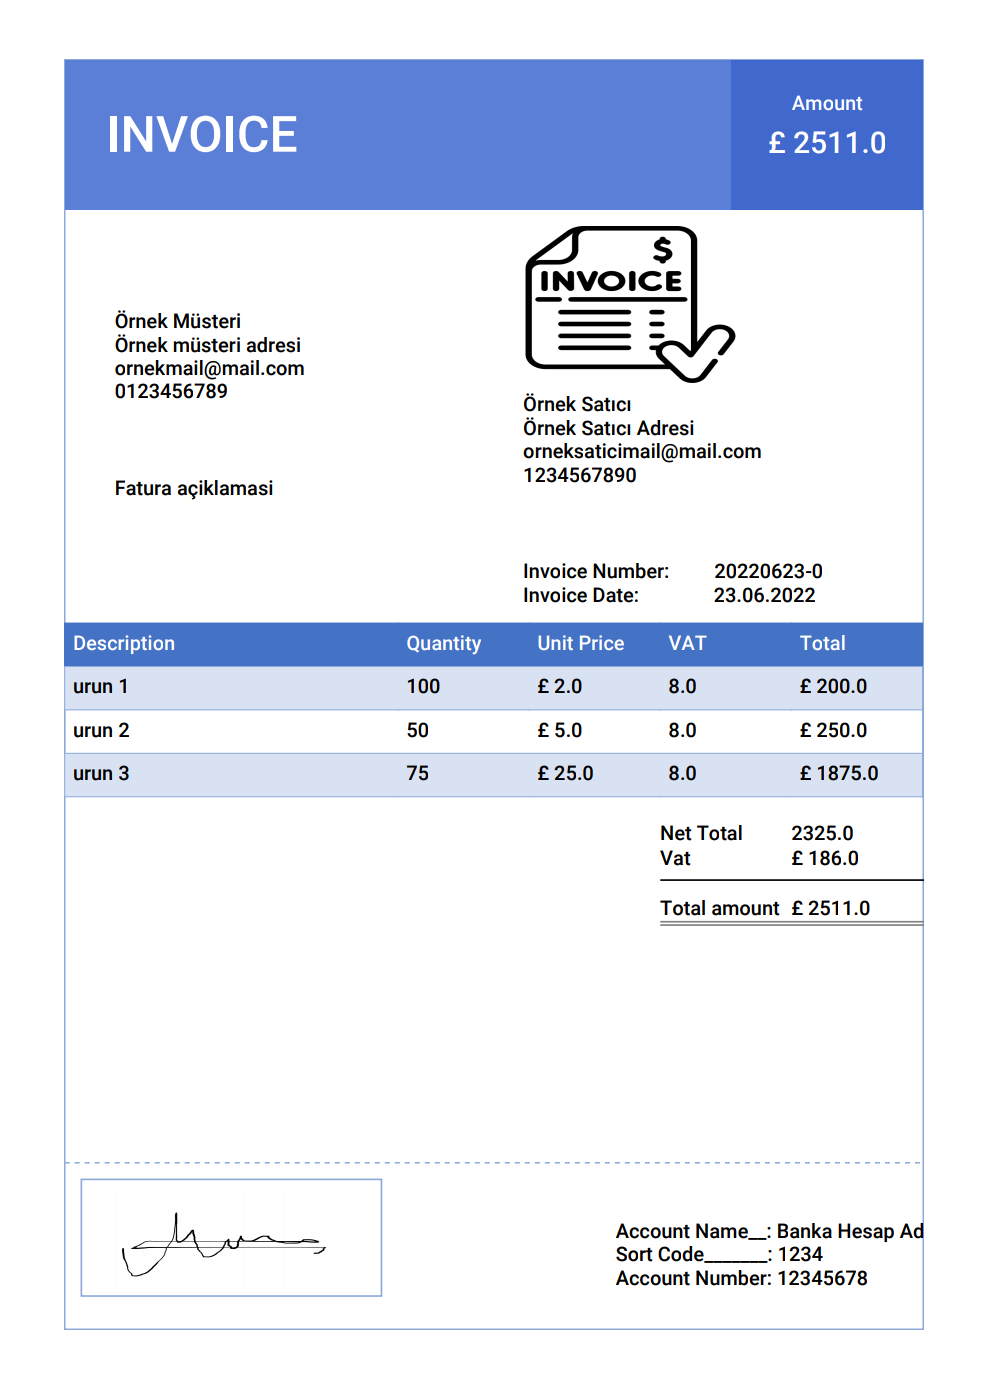 INVOICE
Amount
£ 2511.0
$
INVOICE
Örnek Müsteri
Örnek müsteri adresi
ornekmail@mail.com
0123456789
Örnek Satıcı
Örnek Satıcı Adresi
orneksaticimail@mail.com
1234567890
Fatura açiklamasi
Invoice Number: 20220623-0
Invoice Date: 23.06.2022
Description Quantity Unit Price VAT Total
urun 1 100 £ 2.0 8.0 £ 200.0
urun 2 50 £ 5.0 8.0 £ 250.0
urun 3 75 £ 25.0 8.0 £ 1875.0
Net Total 2325.0
Vat £ 186.0
Total amount £ 2511.0
Account Name__: Banka Hesap Ad
Sort Code_______: 1234
Account Number: 12345678